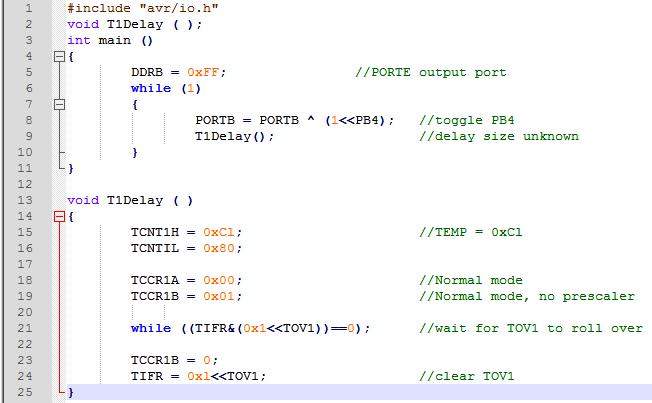 1 #include "avr/io.h"
2 void T1Delay ( );
3 int main ()
4 {
5 DDRB = 0xFF; //PORTE output port
6 while (1)
7 {
8 PORTB = PORTB ^ (1<<PB4); //toggle PB4
9 T1Delay(); //delay size unknown
10 }
11 }
12
13 void T1Delay ( )
14 {
15 TCNT1H = 0xCl; //TEMP = 0xCl
16 TCNTIL = 0x80;
17
18 TCCR1A = 0x00; //Normal mode
19 TCCR1B = 0x01; //Normal mode, no prescaler
20
21 while ((TIFR&(0x1<<TOV1))==0); //wait for TOV1 to roll over
22
23 TCCR1B = 0;
24 TIFR = 0xl<<TOV1; //clear TOV1
25 }